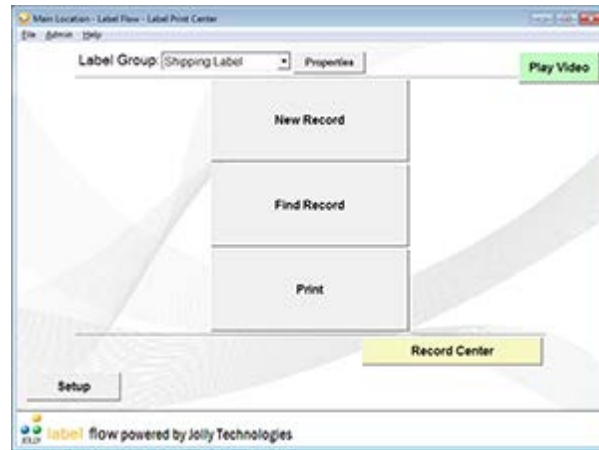 Main Location - Label Flow - Label Print Center
File Admin Help
Label Group: Shipping Label Properties
Play Video
New Record
Find Record
Print
Record Center
Setup
JOLLY label flow powered by Jolly Technologies